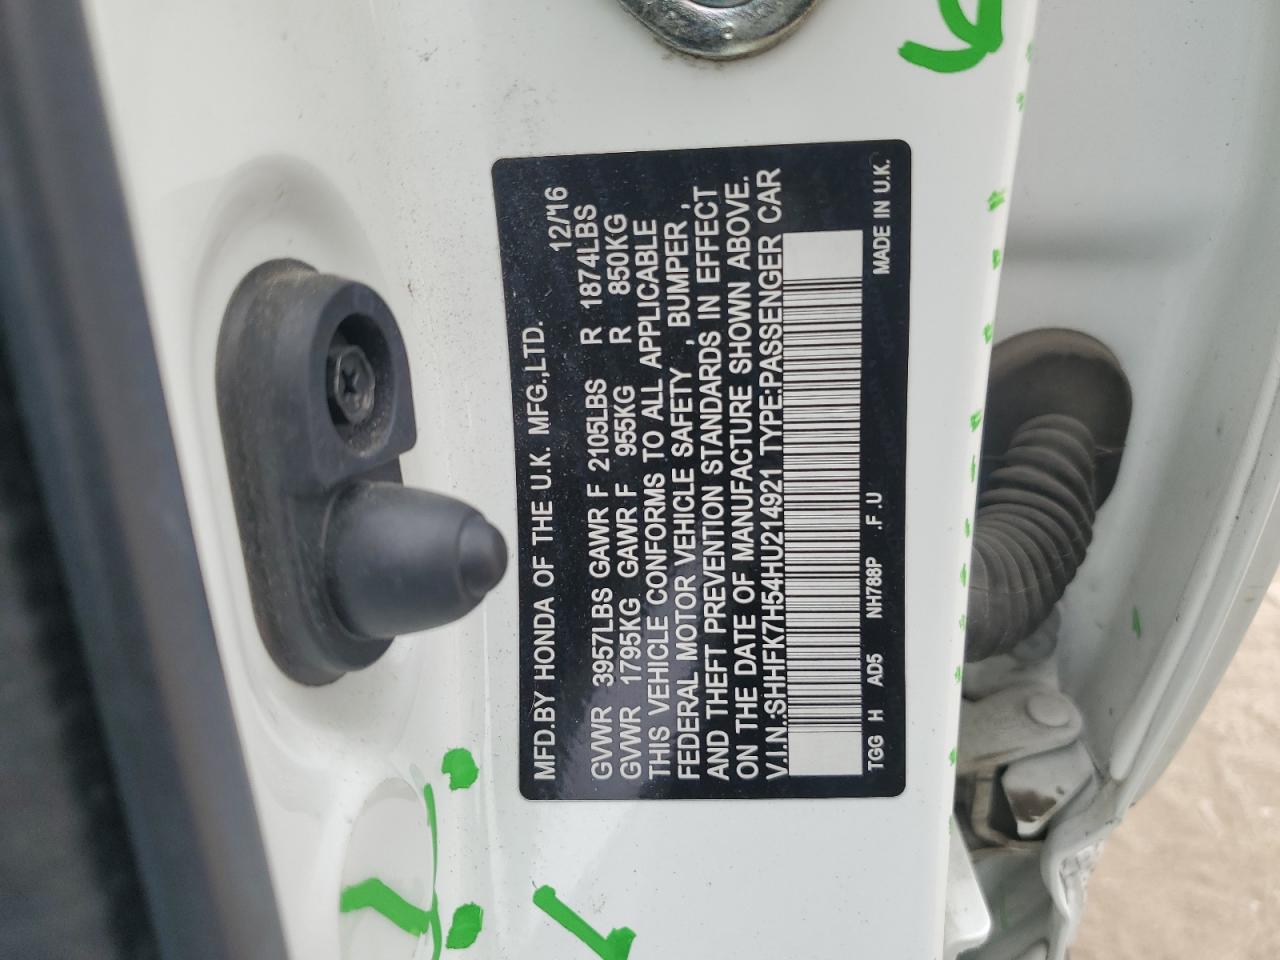 MFD.BY HONDA OF THE U.K. MFG.,LTD. 12/16
GVWR 3957LBS GAWR F 2105LBS R 1874LBS
GVWR 1795KG GAWR F 955KG R 850KG
THIS VEHICLE CONFORMS TO ALL APPLICABLE
FEDERAL MOTOR VEHICLE SAFETY , BUMPER ,
AND THEFT PREVENTION STANDARDS IN EFFECT
ON THE DATE OF MANUFACTURE SHOWN ABOVE.
V.I.N.:SHHFK7H54HU214921 TYPE:PASSENGER CAR
TGG H AD5 NH788P .F .U MADE IN U.K.